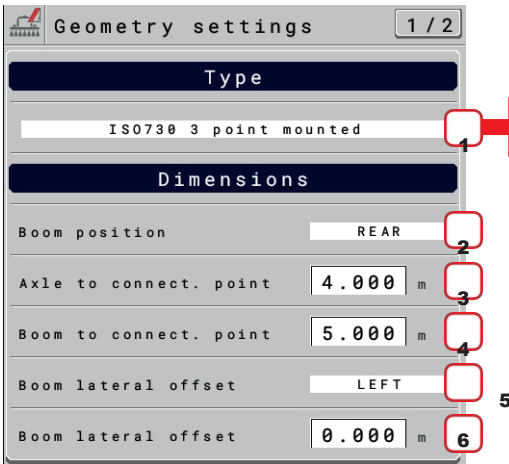 Geometry settings 1/2
Type
ISO730 3 point mounted 1
Dimensions
Boom position REAR 2
Axle to connect. point 4.000 m 3
Boom to connect. point 5.000 m 4
Boom lateral offset LEFT 5
Boom lateral offset 0.000 m 6